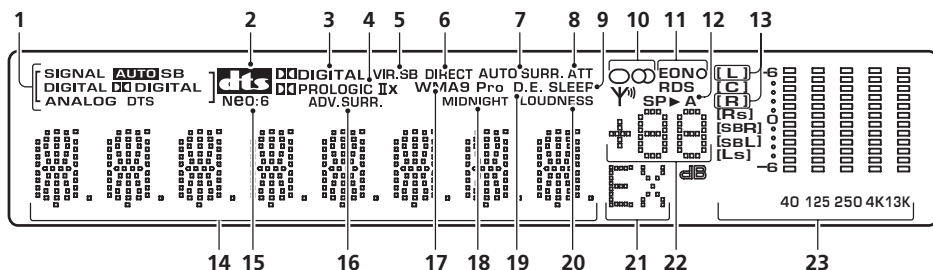 1 2 3 4 5 6 7 8 9 10 11 12 13
SIGNAL AUTO SB dts DIGITAL VIR.SB DIRECT AUTO SURR. ATT EON [L] 6
DIGITAL DIGITAL PROLOGIC IIx WMA9 Pro D.E. SLEEP RDS [C]
ANALOG DTS Neo:6 ADV.SURR. MIDNIGHT LOUDNESS SP ► A [R]
[Rs] 0
[SBR]
[SBL]
[Ls] 6
dB
EX
40 125 250 4K 13K
14 15 16 17 18 19 20 21 22 23